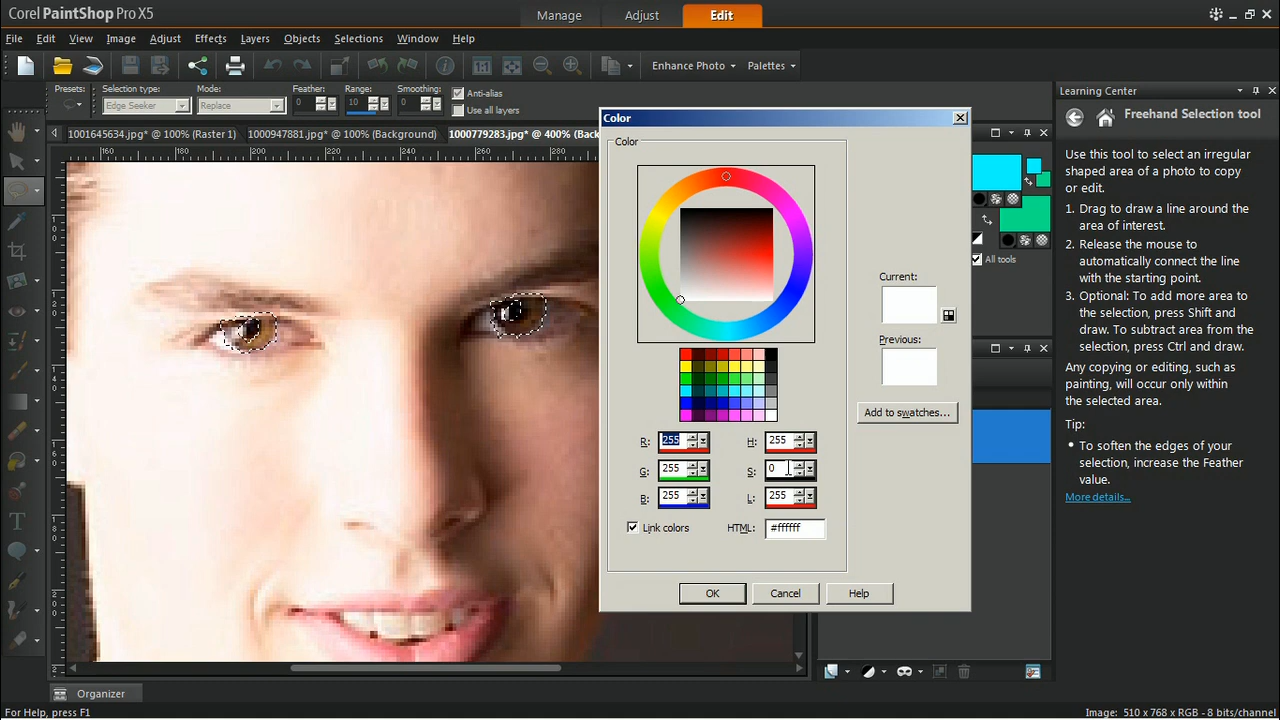 Corel PaintShop Pro X5
Manage
Adjust
Edit
File Edit View Image Adjust Effects Layers Objects Selections Window Help
Enhance Photo
Palettes
Presets:
Selection type:
Mode:
Feather:
Range:
Smoothing:
Edge Seeker
Replace
0
10
0
Anti-alias
Use all layers
1001645634.jpg* @ 100% (Raster 1)
1000947881.jpg* @ 100% (Background)
1000779283.jpg* @ 400% (Bac
Color
Color
Current:
Previous:
Add to swatches...
R: 255
H: 255
G: 255
S: 0
B: 255
L: 255
Link colors
HTML: #ffffff
OK
Cancel
Help
All tools
Learning Center
Freehand Selection tool
Use this tool to select an irregular
shaped area of a photo to copy
or edit.
1. Drag to draw a line around the
area of interest.
2. Release the mouse to
automatically connect the line
with the starting point.
3. Optional: To add more area to
the selection, press Shift and
draw. To subtract area from the
selection, press Ctrl and draw.
Any copying or editing, such as
painting, will occur only within
the selected area.
Tip:
• To soften the edges of your
selection, increase the Feather
value.
More details...
Organizer
For Help, press F1
Image: 510 x 768 x RGB - 8 bits/channel